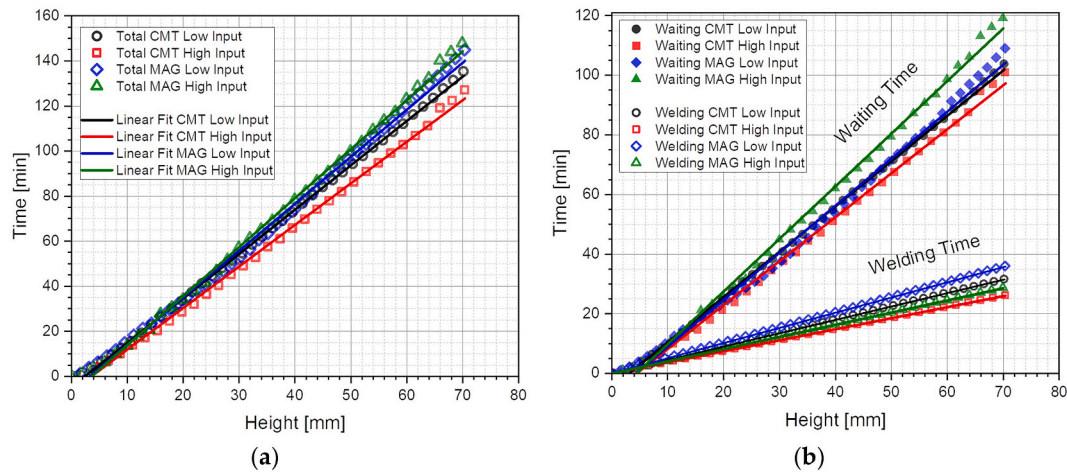 160
140
120
100
80
60
40
20
0
Time [min]
Total CMT Low Input
Total CMT High Input
Total MAG Low Input
Total MAG High Input
Linear Fit CMT Low Input
Linear Fit CMT High Input
Linear Fit MAG Low Input
Linear Fit MAG High Input
0 10 20 30 40 50 60 70 80
Height [mm]
(a)
120
100
80
60
40
20
0
Time [min]
Waiting CMT Low Input
Waiting CMT High Input
Waiting MAG Low Input
Waiting MAG High Input
Welding CMT Low Input
Welding CMT High Input
Welding MAG Low Input
Welding MAG High Input
Waiting Time
Welding Time
0 10 20 30 40 50 60 70 80
Height [mm]
(b)